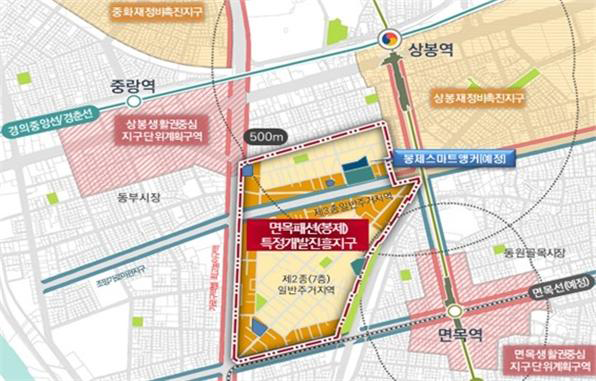 중화재정비촉진지구
상봉역
중랑역
경의중앙선/경춘선
상봉생활권중심
지구단위계획구역
상봉재정비촉진지구
500m
봉제스마트앵커(예정)
동부시장
제3종일반주거지역
면목패션(봉제)
특정개발진흥지구
동원골목시장
제2종(7층)
일반주거지역
면목선(예정)
면목역
면목생활권중심
지구단위계획구역